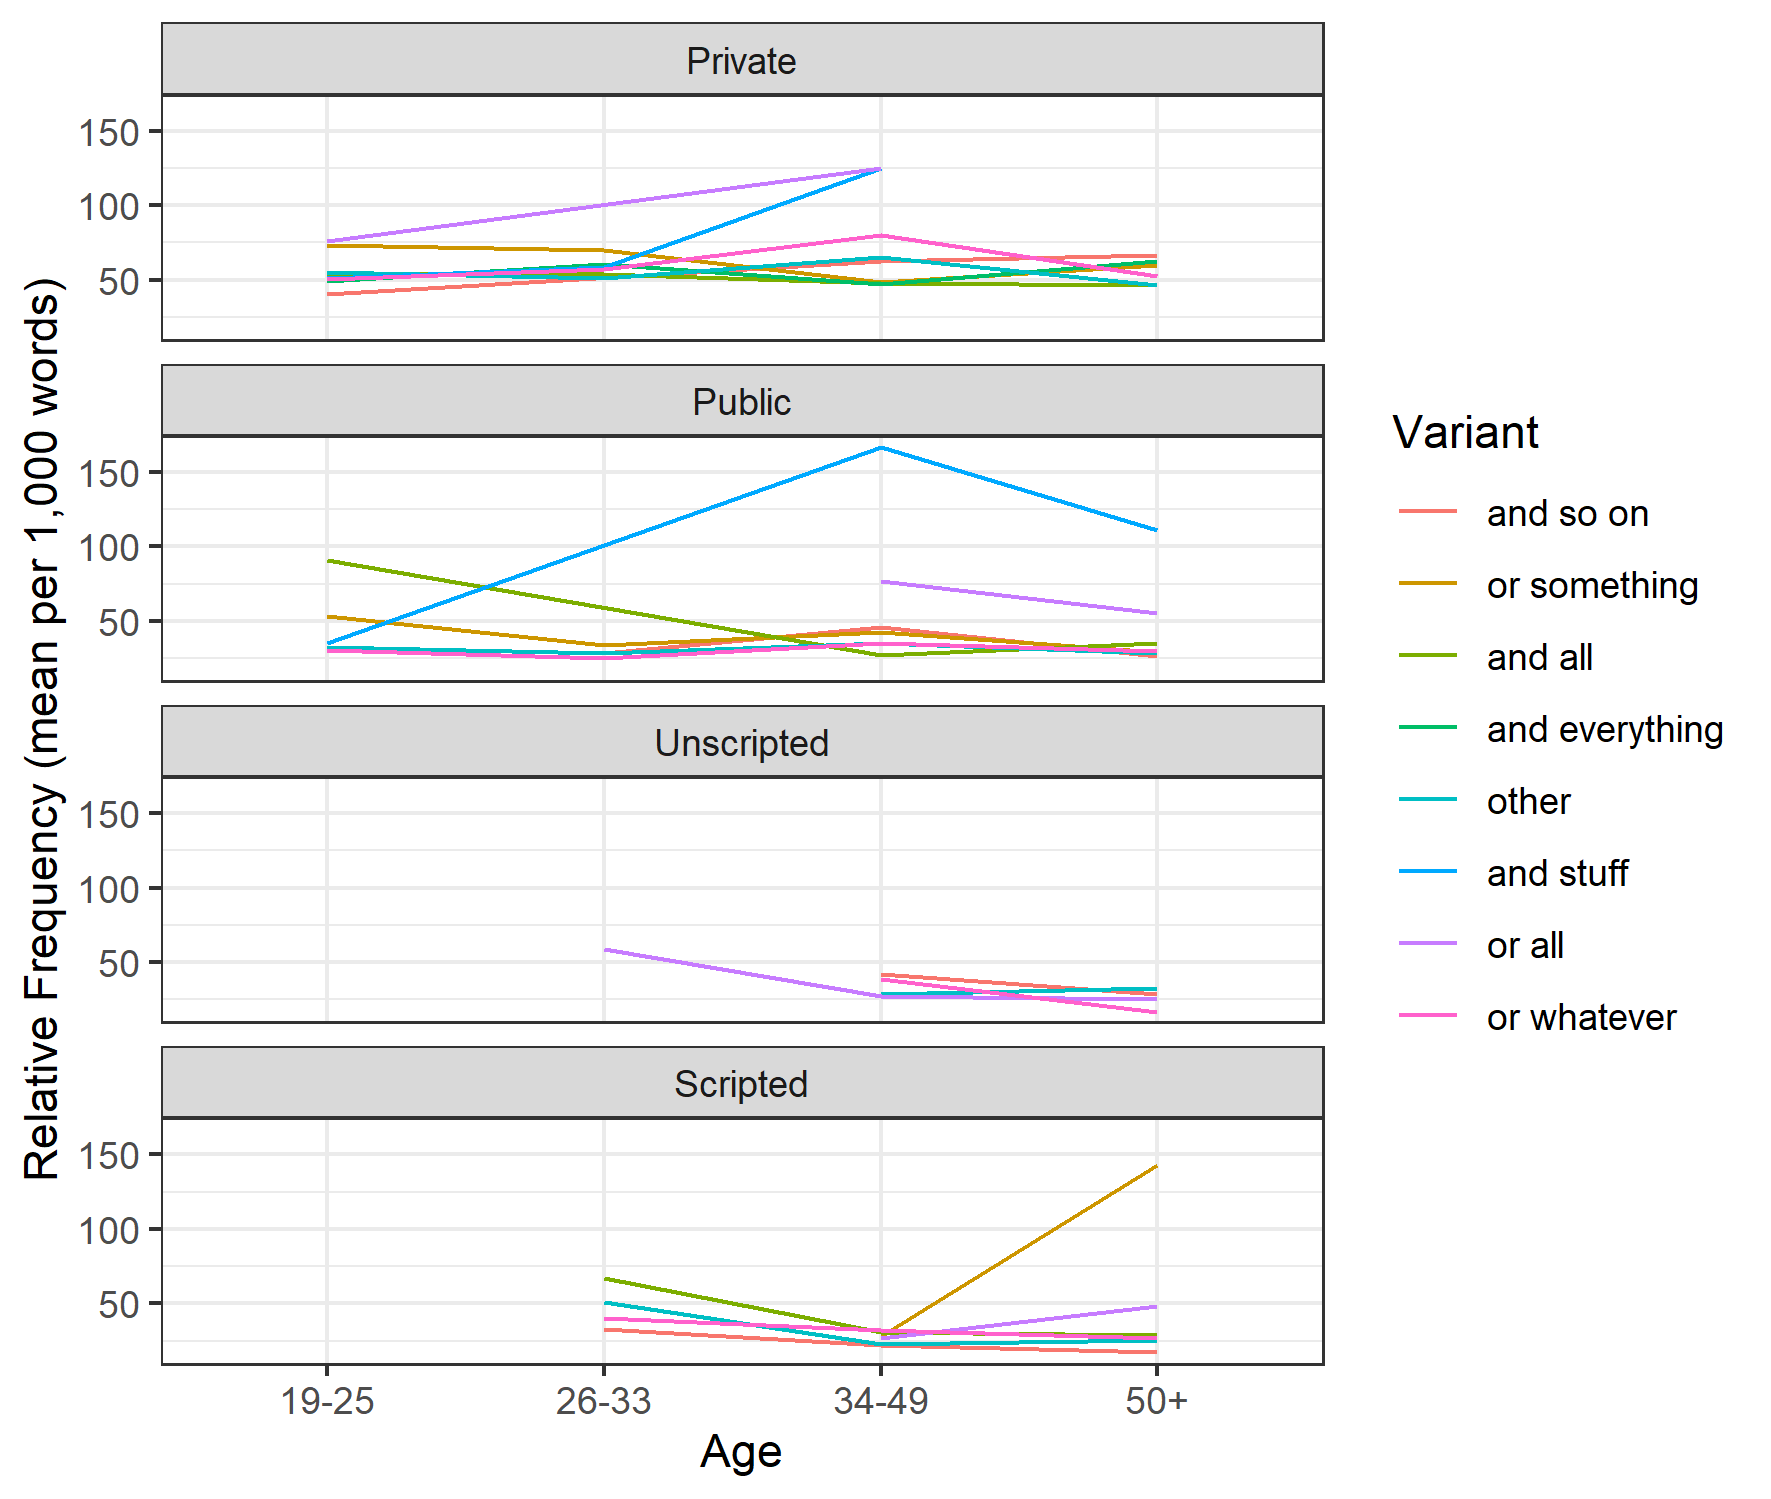 Private
150
100
50
Public
150
100
50
Unscripted
150
100
50
Scripted
150
100
50
19-25 26-33 34-49 50+
Age
Relative Frequency (mean per 1,000 words)
Variant
and so on
or something
and all
and everything
other
and stuff
or all
or whatever